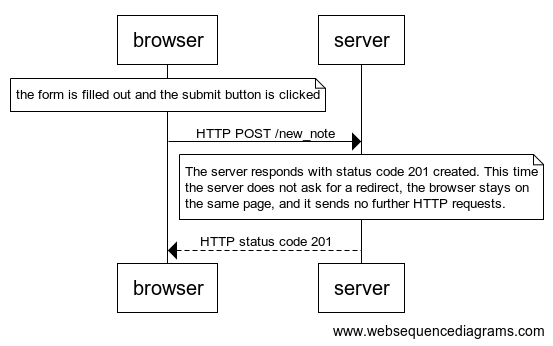 browser
server
the form is filled out and the submit button is clicked
HTTP POST /new_note
The server responds with status code 201 created. This time
the server does not ask for a redirect, the browser stays on
the same page, and it sends no further HTTP requests.
HTTP status code 201
browser
server
www.websequencediagrams.com